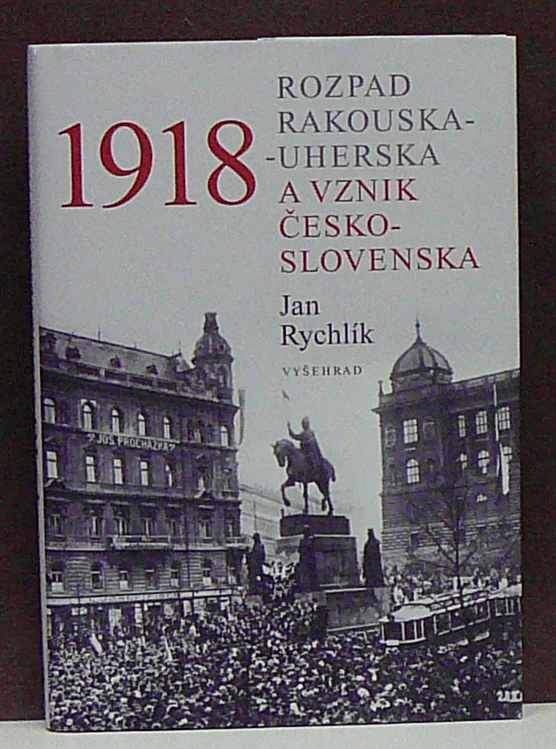 1918
ROZPAD
RAKOUSKA-
-UHERSKA
A VZNIK
ČESKO-
SLOVENSKA
Jan
Rychlík
VYŠEHRAD
JOS. PROCHÁZKA